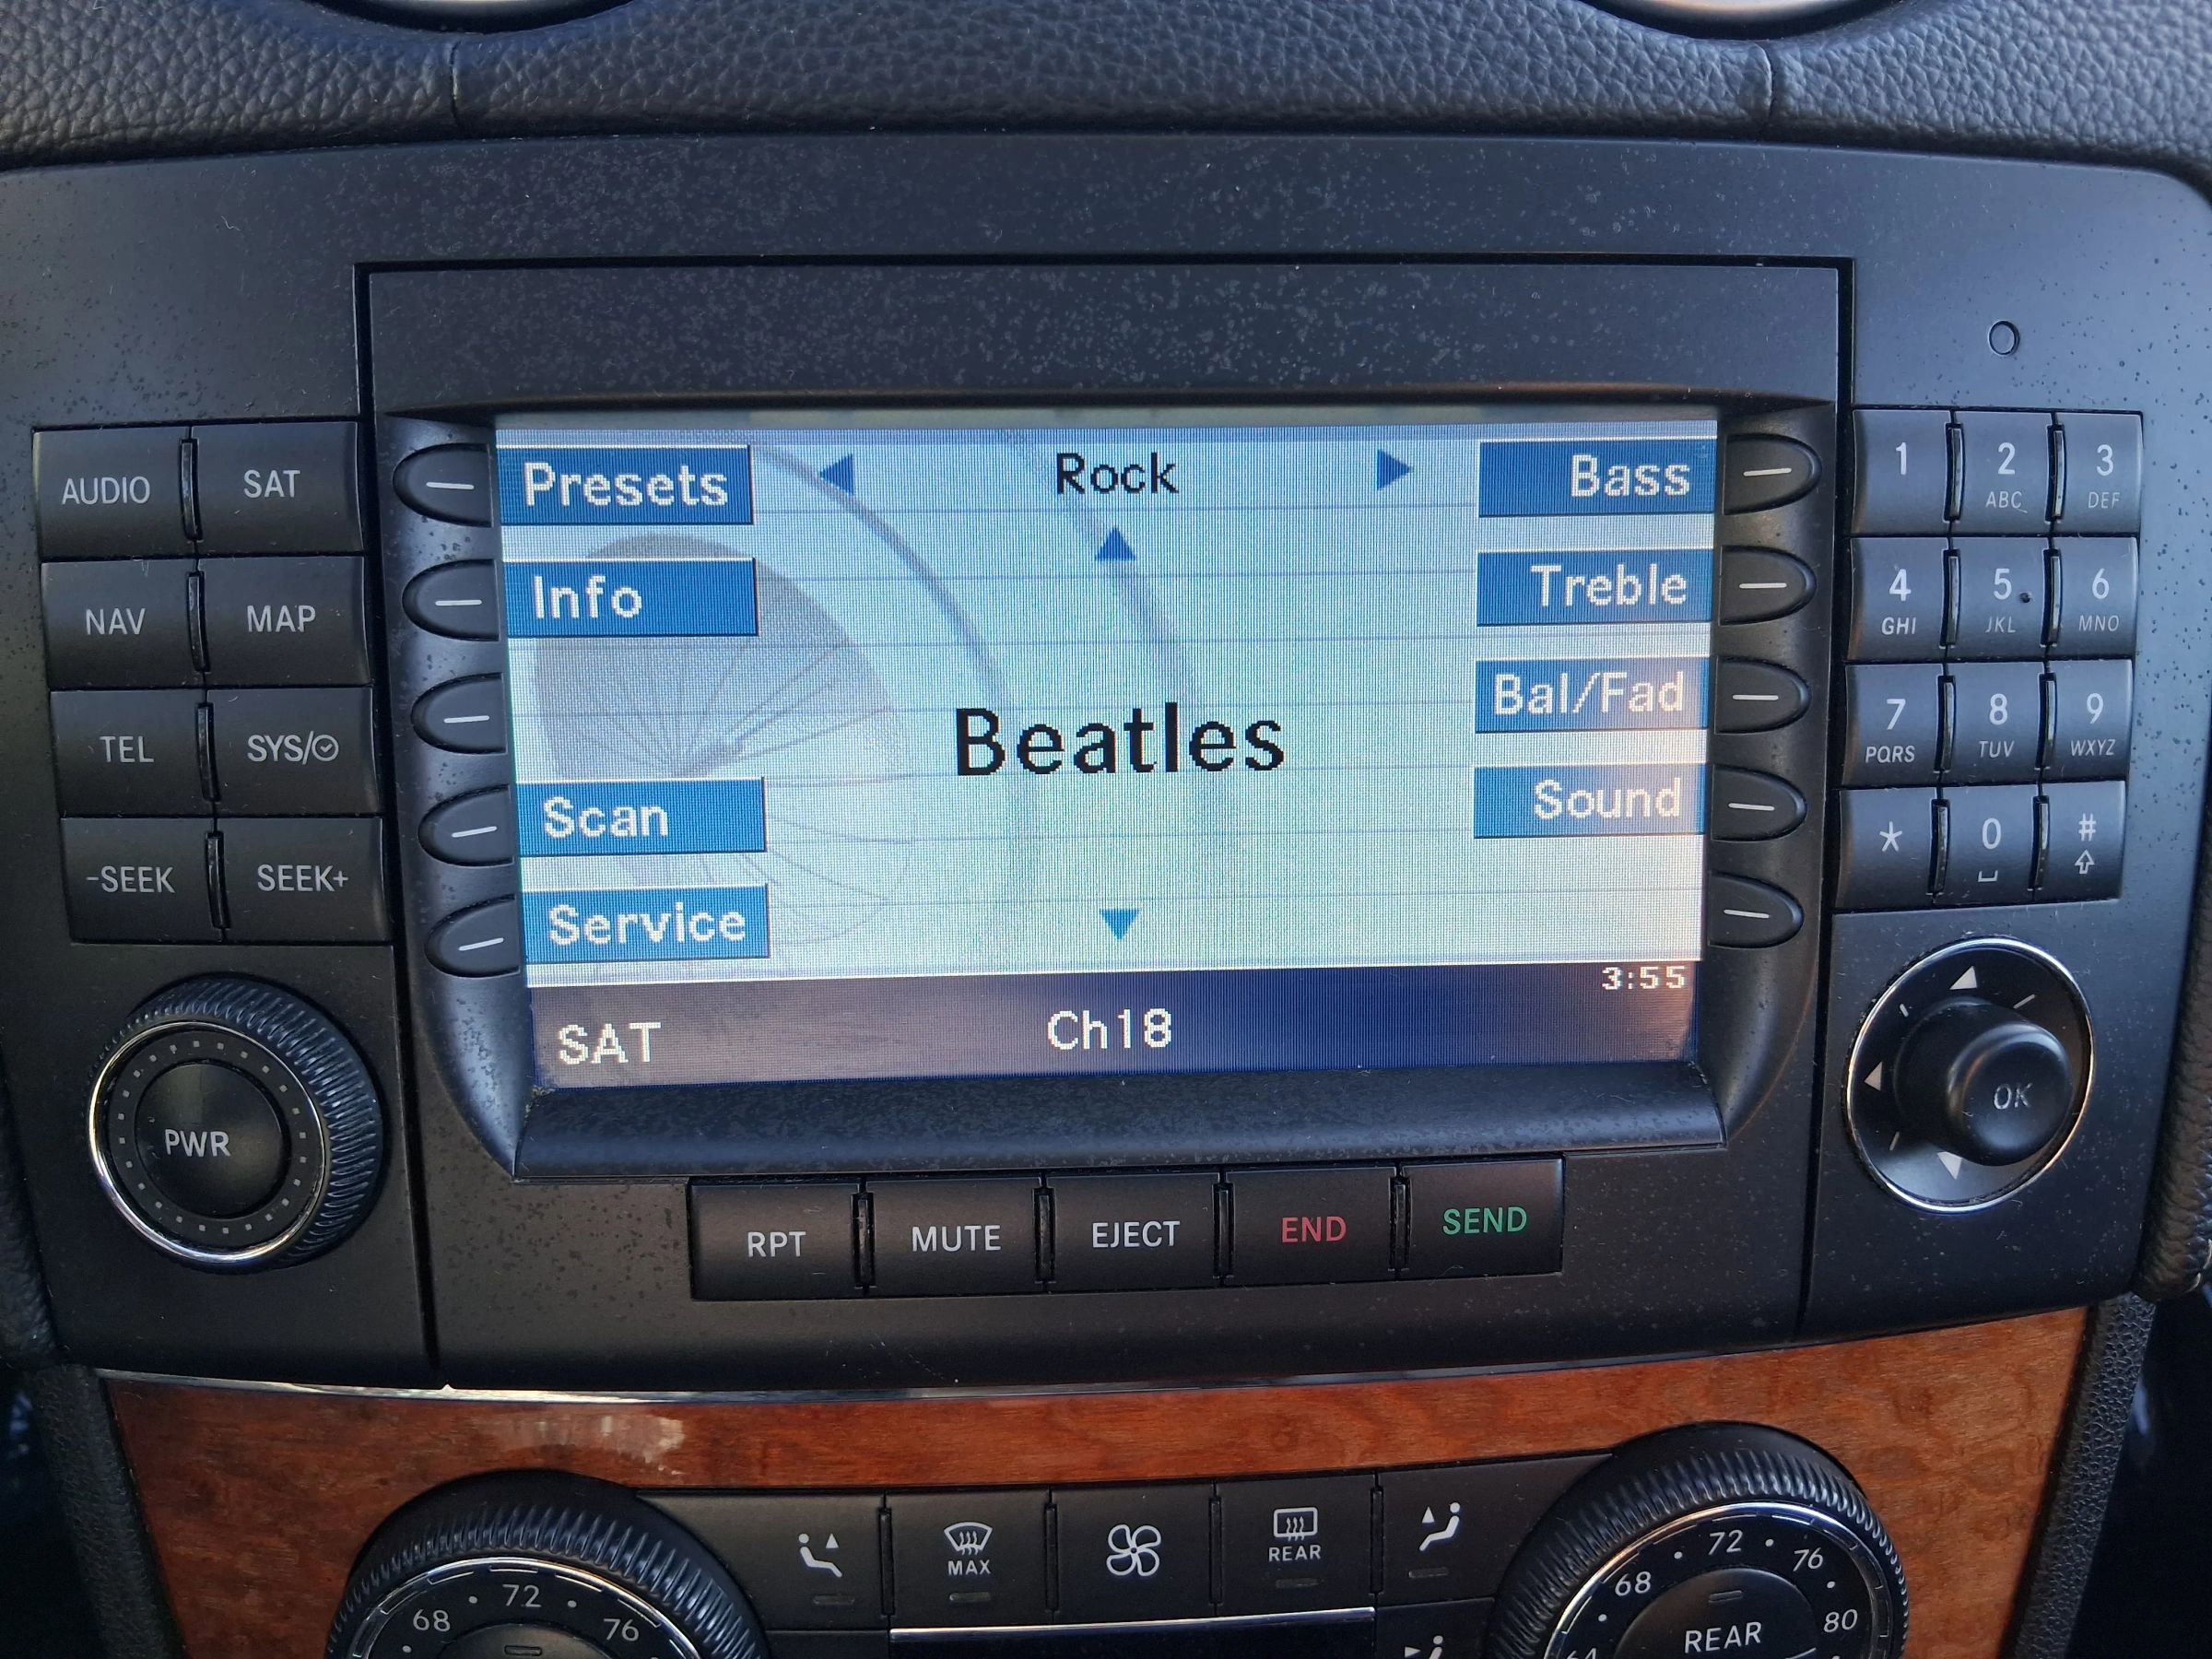 AUDIO SAT
NAV MAP
TEL SYS/
-SEEK SEEK+
PWR
Presets Rock Bass
Info Treble
Bal/Fad
Beatles
Scan Sound
Service
3:55
SAT Ch18
1 2 ABC 3 DEF
4 GHI 5 JKL 6 MNO
7 PQRS 8 TUV 9 WXYZ
* 0 #
OK
RPT MUTE EJECT END SEND
MAX REAR
68 72 76
68 72 76 80
REAR